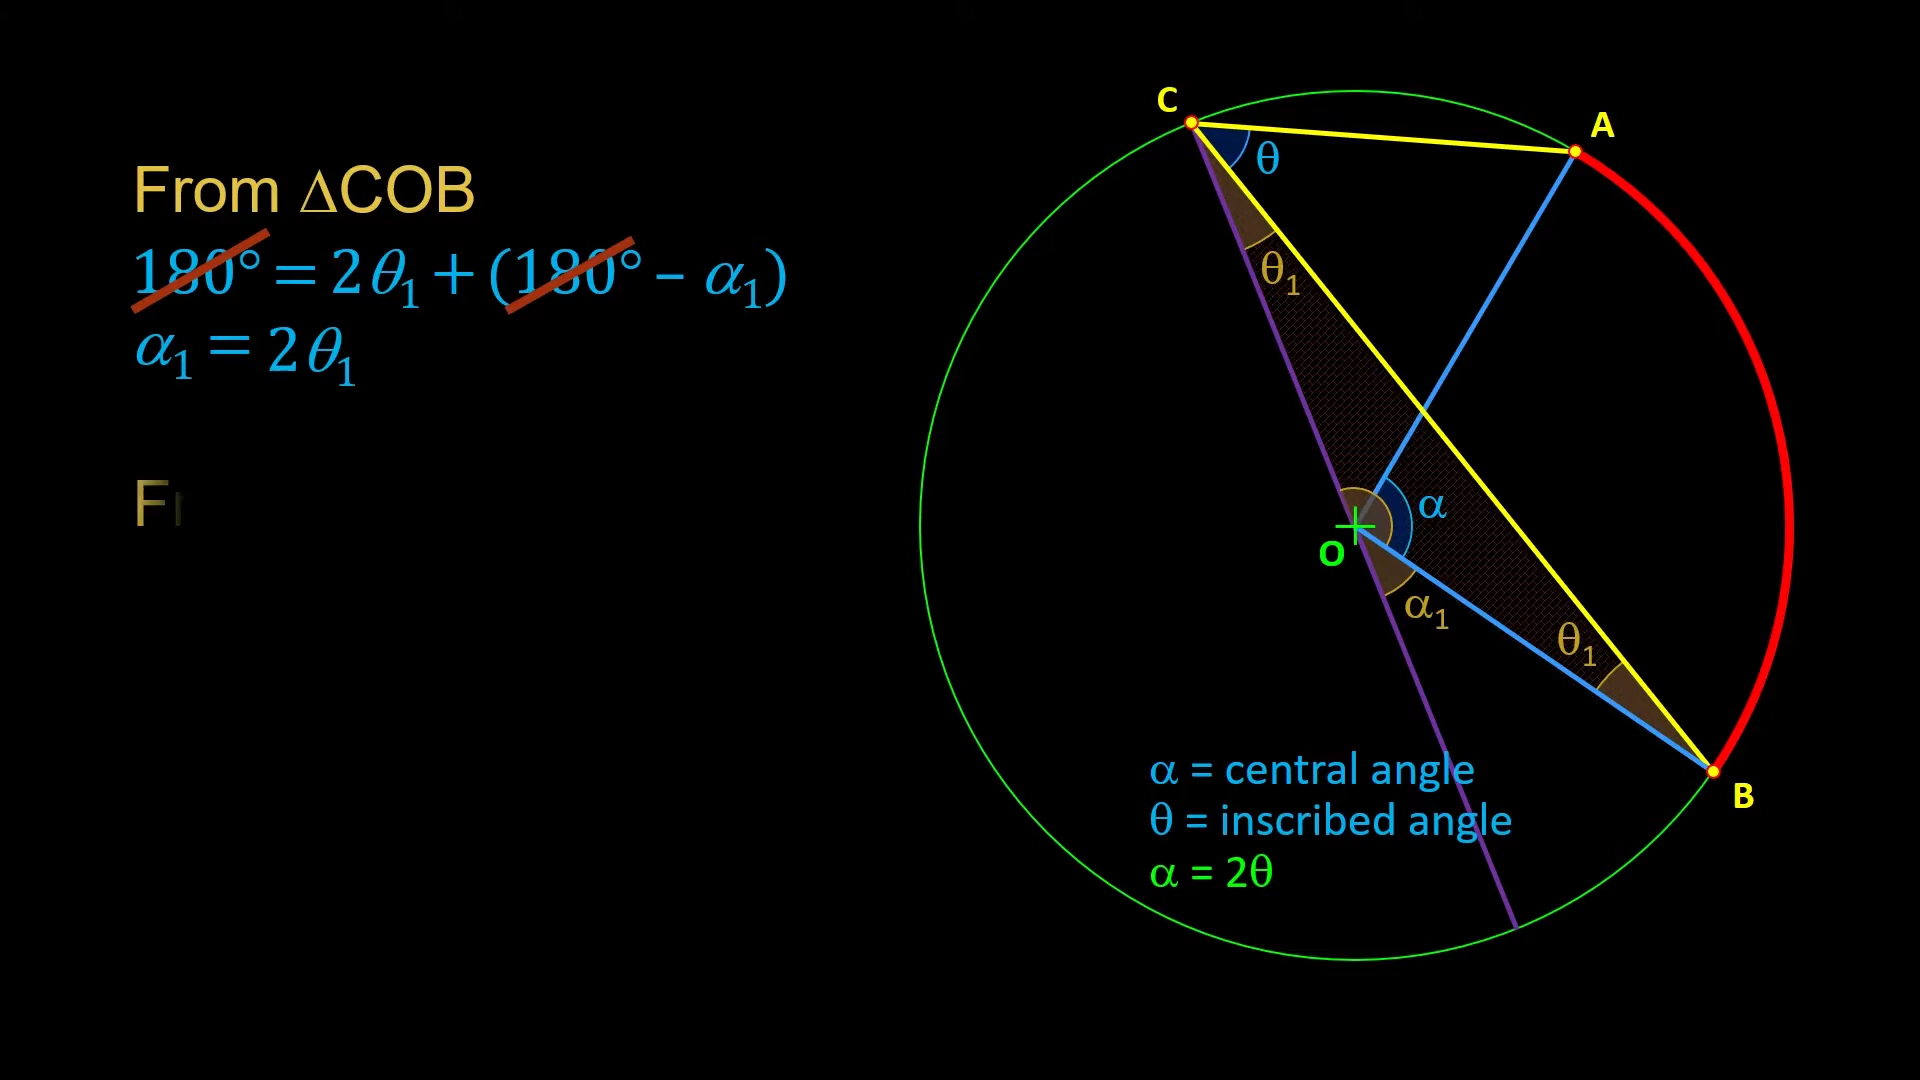 From ΔCOB
180° = 2θ₁ + (180° – α₁)
α₁ = 2θ₁
C
A
θ
θ₁
α
O
α₁
θ₁
α = central angle
B
θ = inscribed angle
α = 2θ